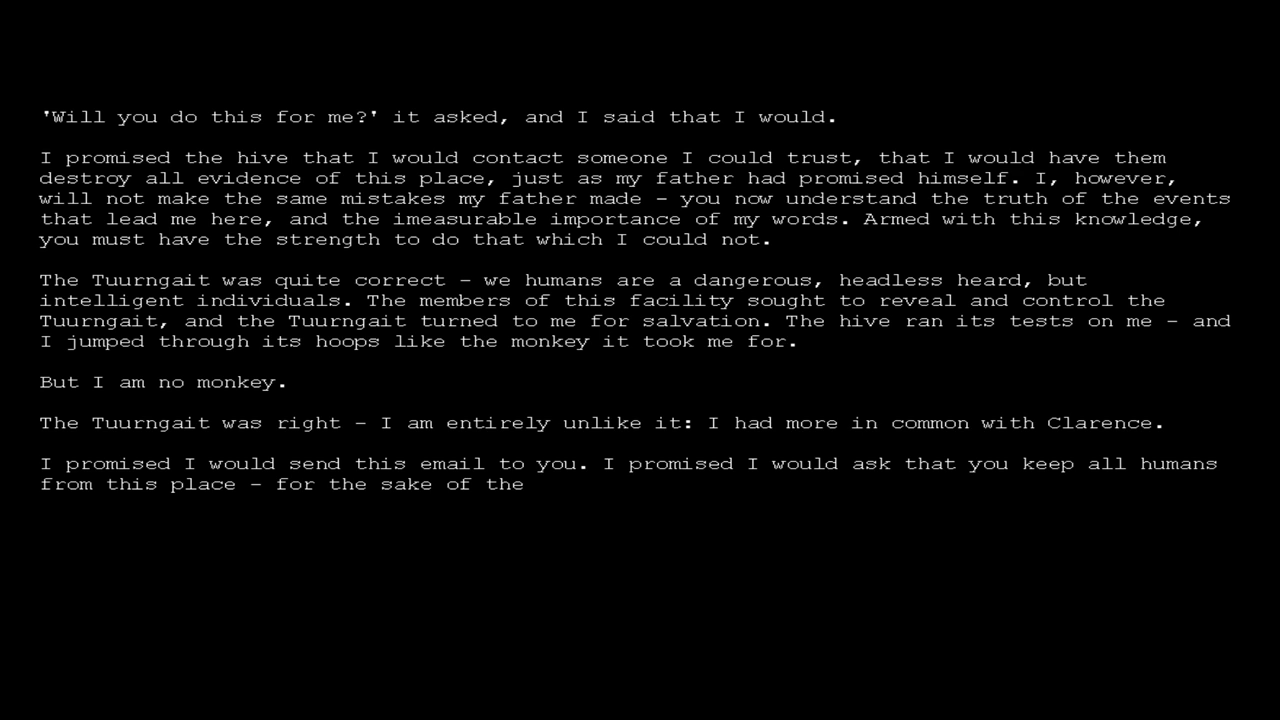 'Will you do this for me?' it asked, and I said that I would.
I promised the hive that I would contact someone I could trust, that I would have them
destroy all evidence of this place, just as my father had promised himself. I, however,
will not make the same mistakes my father made - you now understand the truth of the events
that lead me here, and the imeasurable importance of my words. Armed with this knowledge,
you must have the strength to do that which I could not.
The Tuurngait was quite correct - we humans are a dangerous, headless heard, but
intelligent individuals. The members of this facility sought to reveal and control the
Tuurngait, and the Tuurngait turned to me for salvation. The hive ran its tests on me - and
I jumped through its hoops like the monkey it took me for.
But I am no monkey.
The Tuurngait was right - I am entirely unlike it: I had more in common with Clarence.
I promised I would send this email to you. I promised I would ask that you keep all humans
from this place - for the sake of the